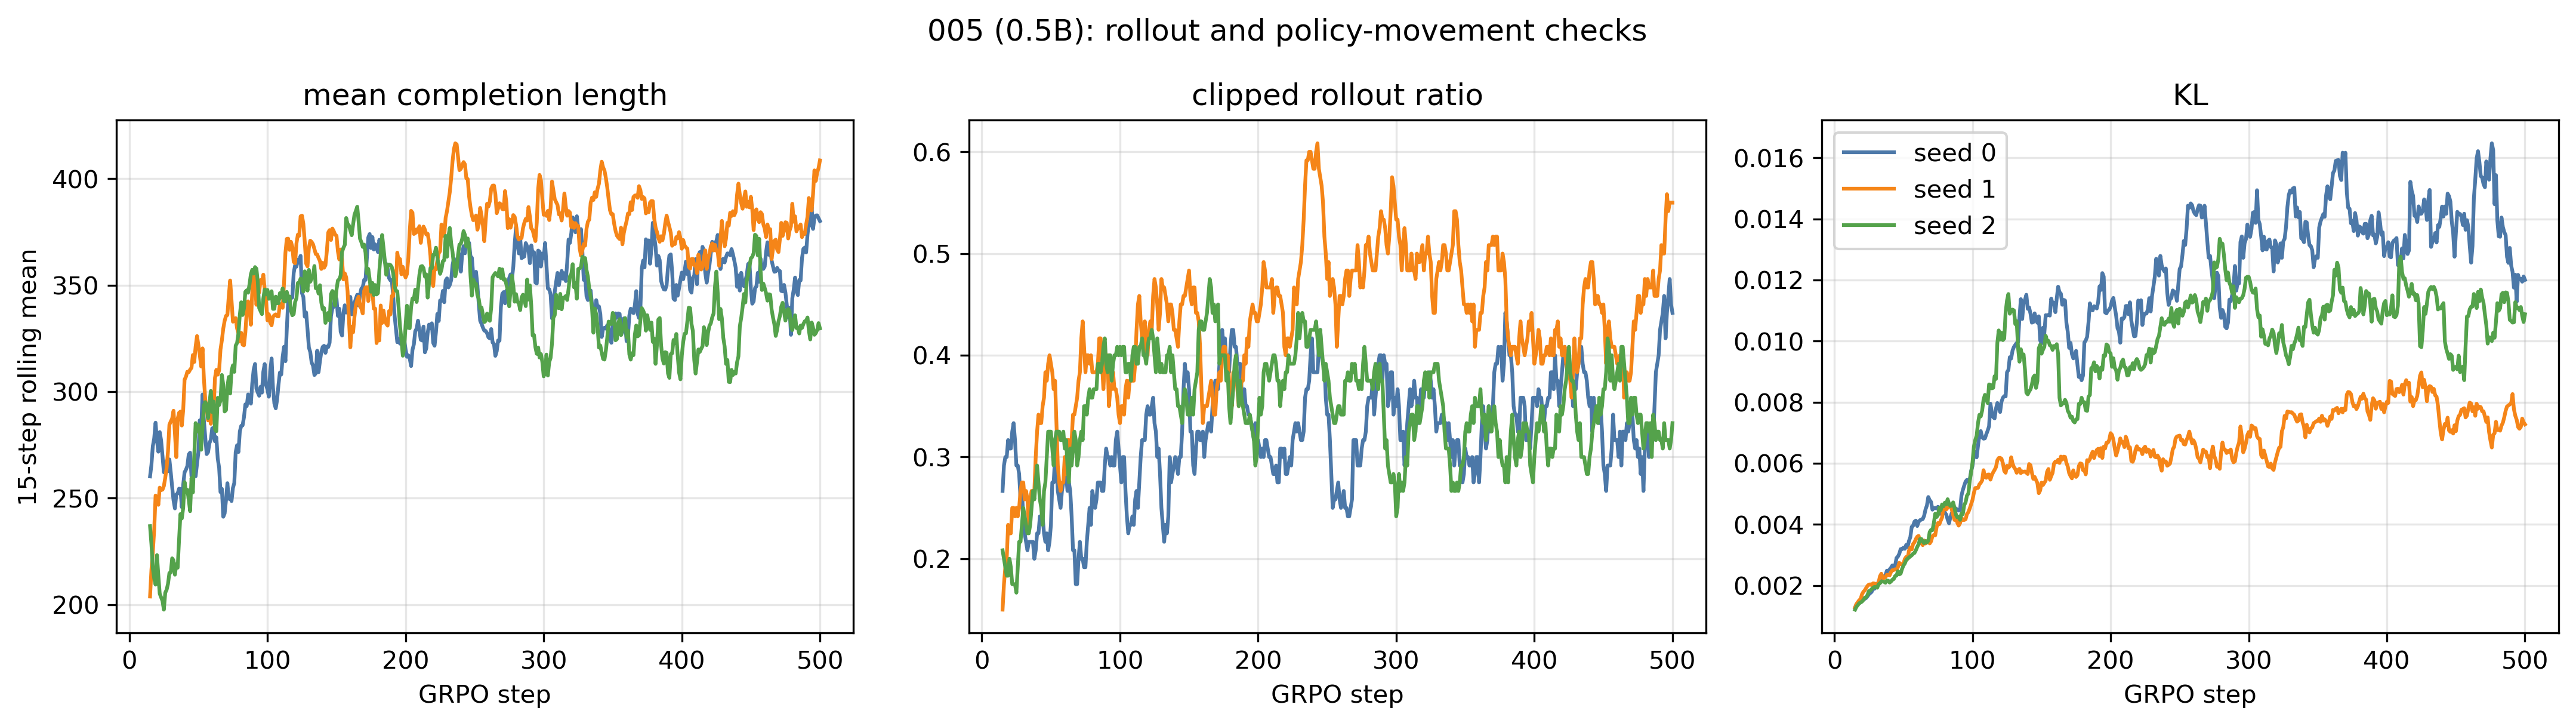 005 (0.5B): rollout and policy-movement checks
mean completion length
15-step rolling mean
400
350
300
250
200
0 100 200 300 400 500
GRPO step
clipped rollout ratio
0.6
0.5
0.4
0.3
0.2
0 100 200 300 400 500
GRPO step
KL
seed 0
seed 1
seed 2
0.016
0.014
0.012
0.010
0.008
0.006
0.004
0.002
0 100 200 300 400 500
GRPO step